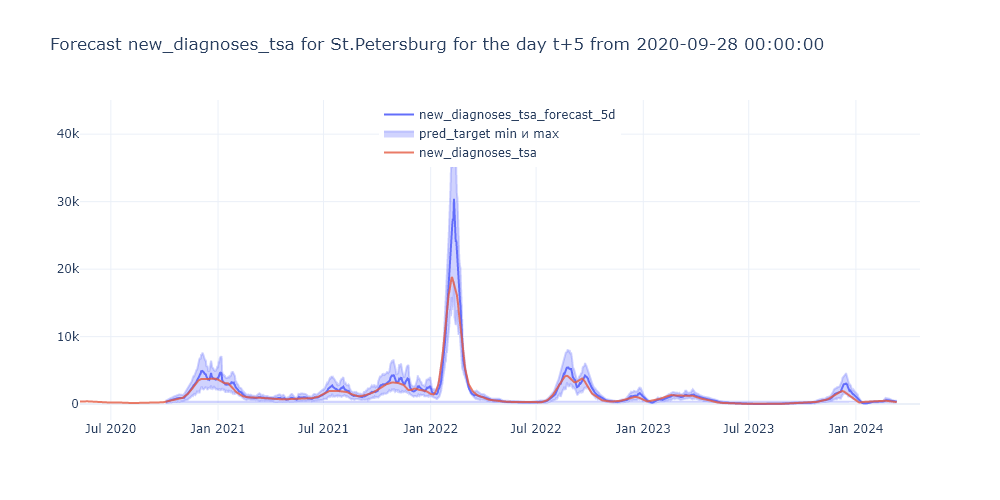 Forecast new_diagnoses_tsa for St.Petersburg for the day t+5 from 2020-09-28 00:00:00
new_diagnoses_tsa_forecast_5d
pred_target min и max
new_diagnoses_tsa
40k
30k
20k
10k
0
Jul 2020 Jan 2021 Jul 2021 Jan 2022 Jul 2022 Jan 2023 Jul 2023 Jan 2024